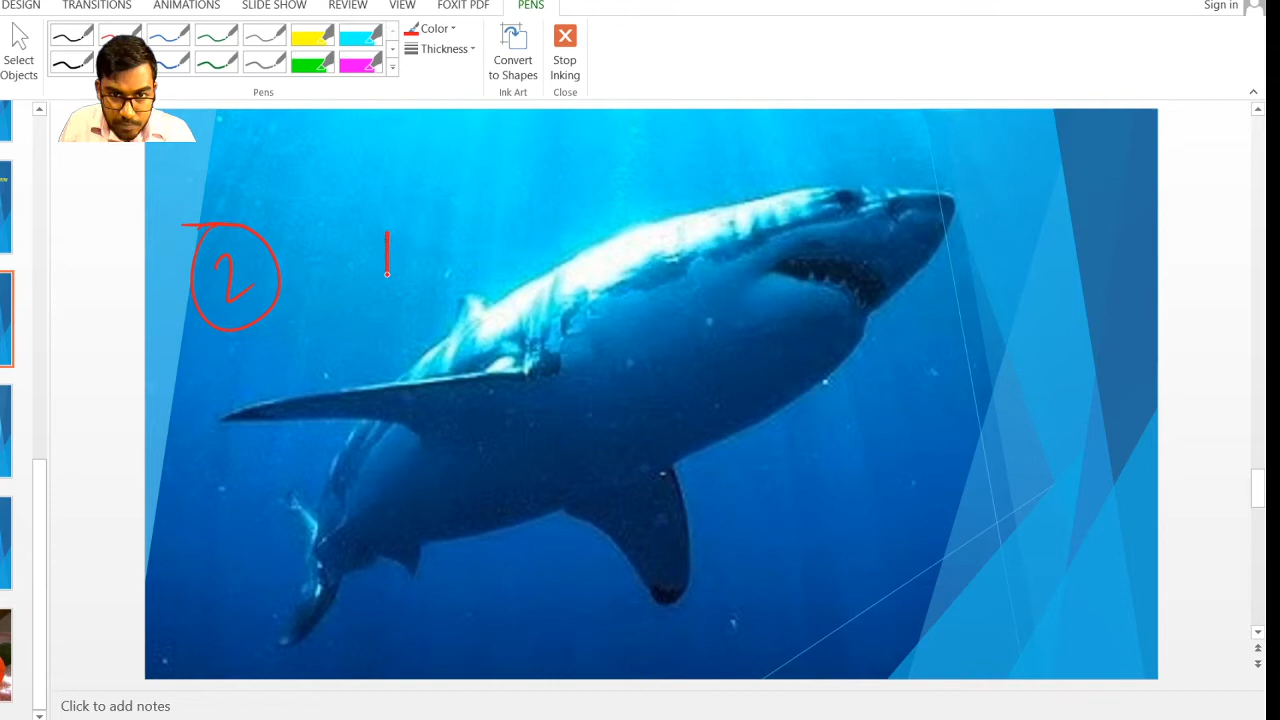 DESIGN TRANSITIONS ANIMATIONS SLIDE SHOW REVIEW VIEW FOXIT PDF PENS Sign in
Select
Objects
Color
Thickness
Convert
to Shapes
Stop
Inking
Pens
Ink Art
Close
2
Click to add notes